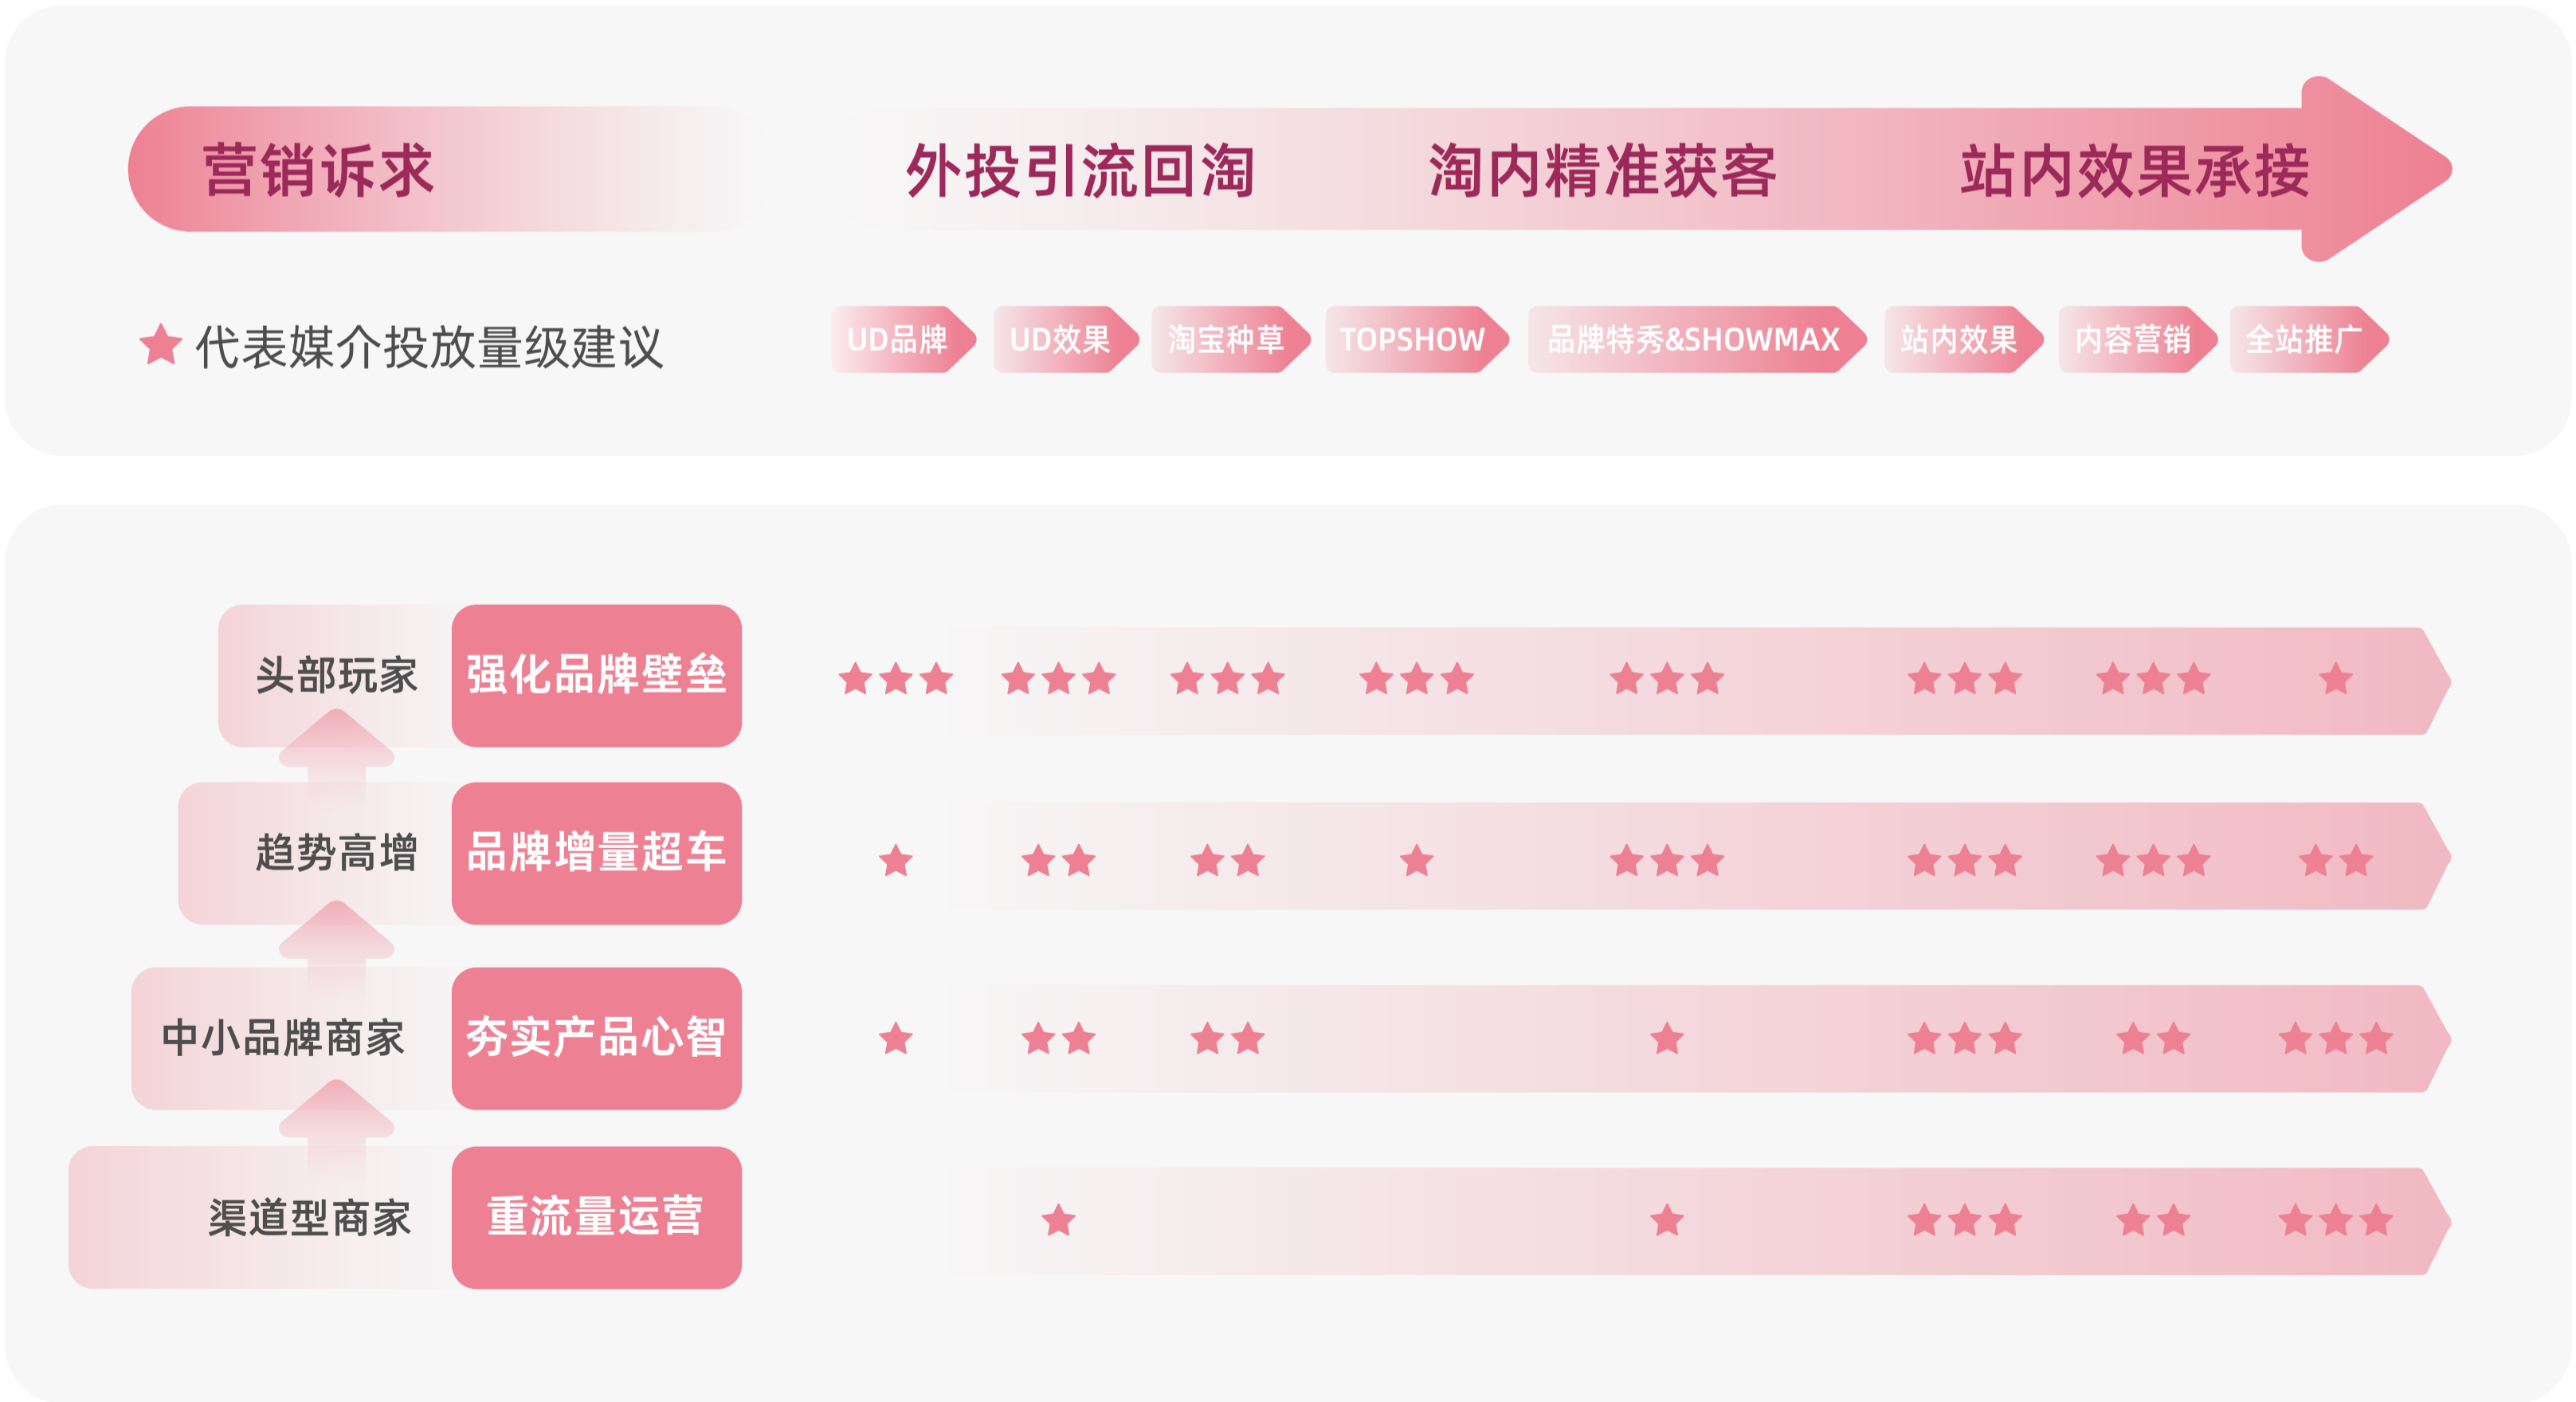 营销诉求
外投引流回淘
淘内精准获客
站内效果承接
代表媒介投放量级建议
UD品牌
UD效果
淘宝种草
TOPSHOW
品牌特秀&SHOWMAX
站内效果
内容营销
全站推广
头部玩家
强化品牌壁垒
趋势高增
品牌增量超车
中小品牌商家
夯实产品心智
渠道型商家
重流量运营